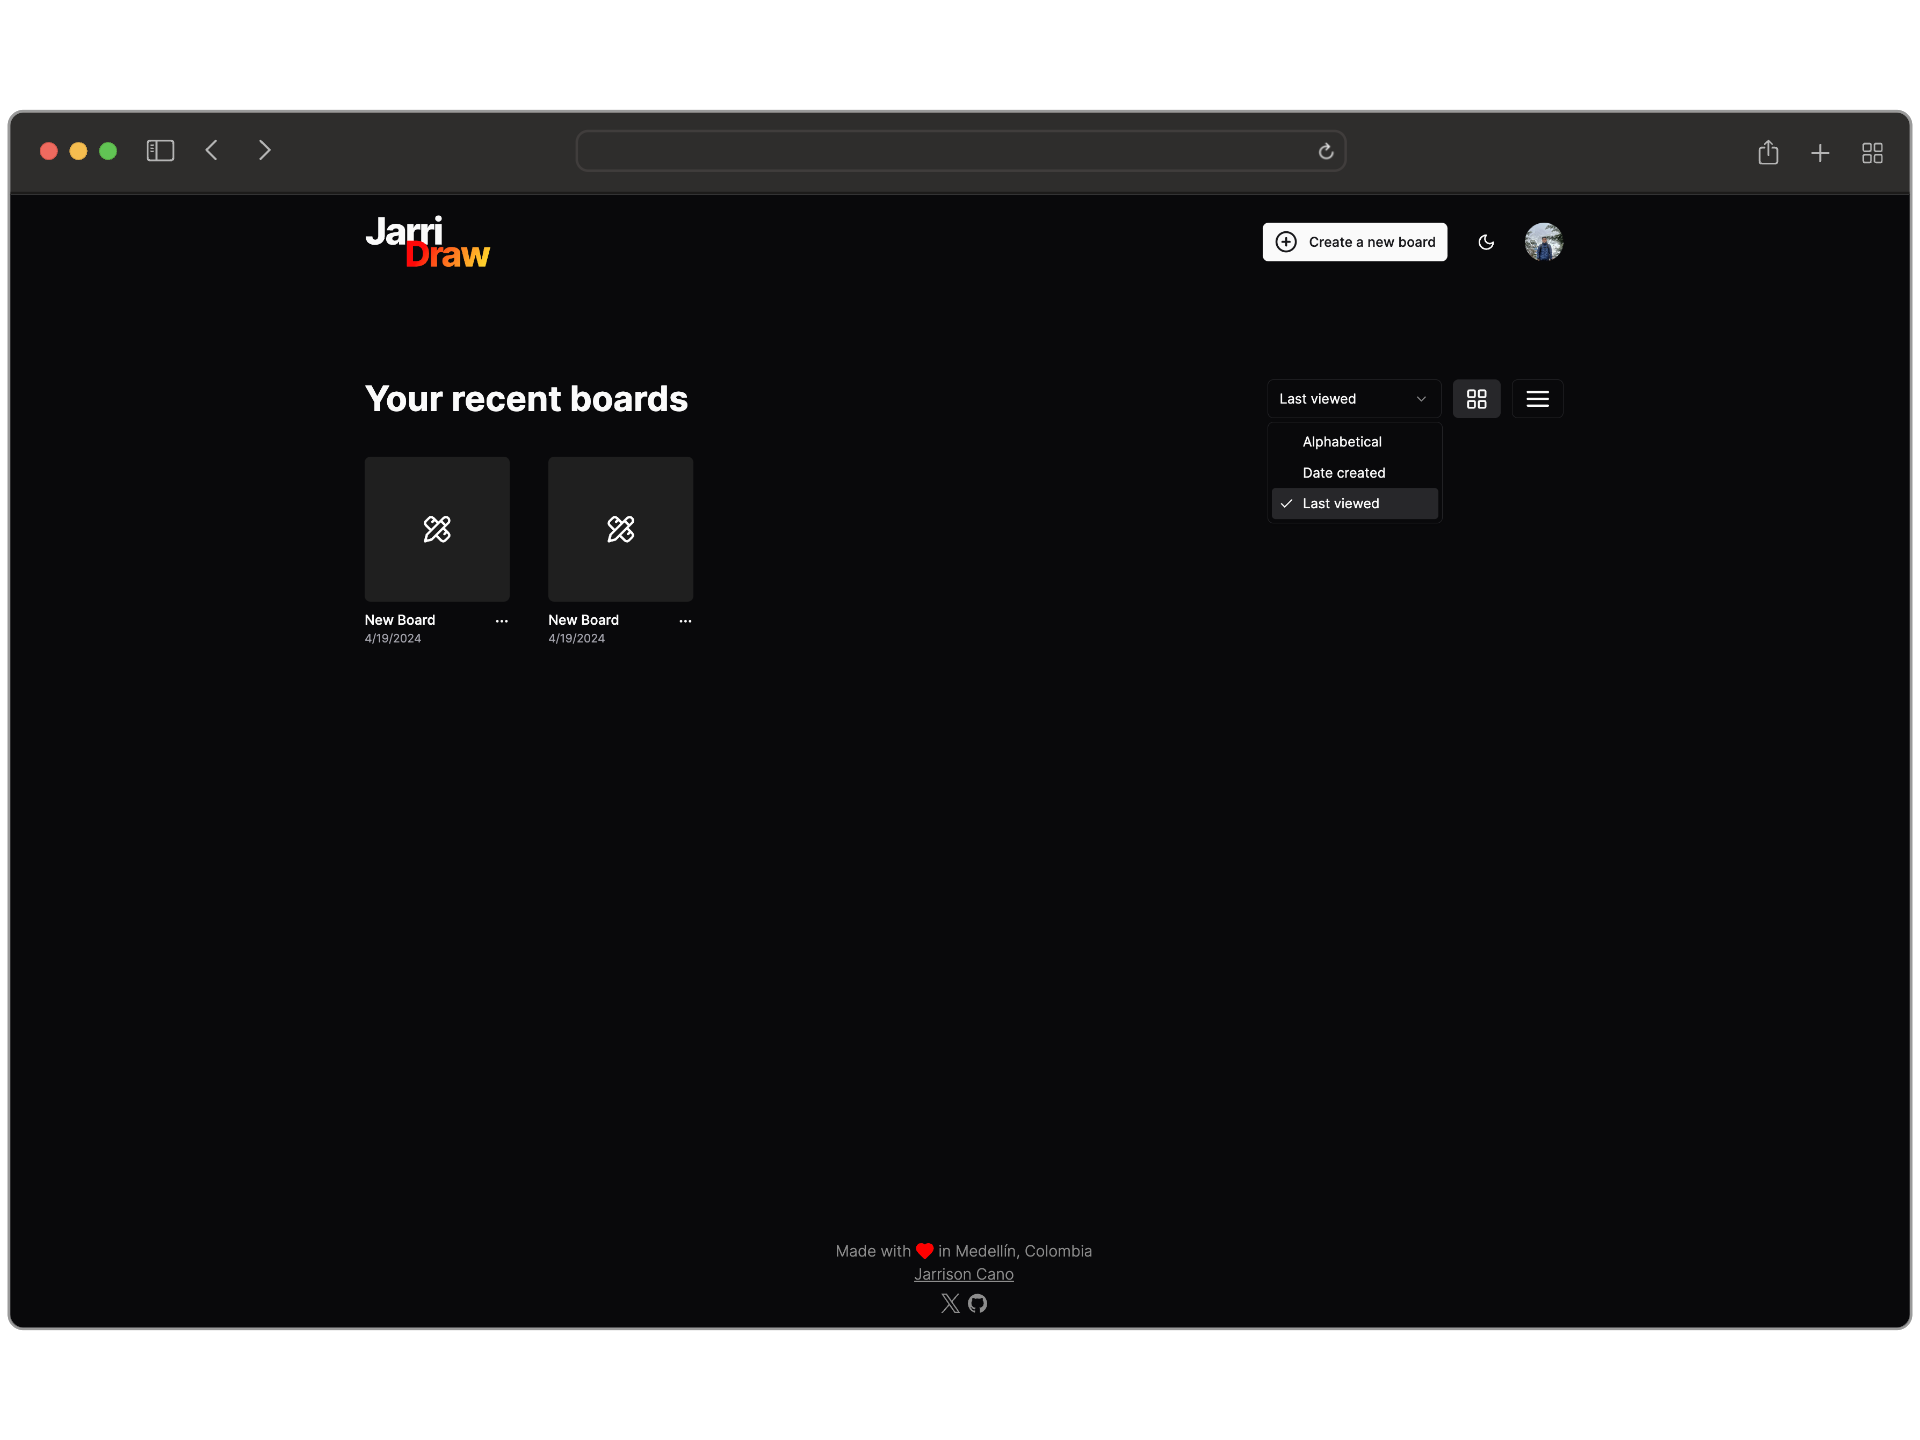 Jarri
Draw
Create a new board
Your recent boards
Last viewed
Alphabetical
Date created
Last viewed
New Board
4/19/2024
New Board
4/19/2024
Made with ❤ in Medellín, Colombia
Jarrison Cano